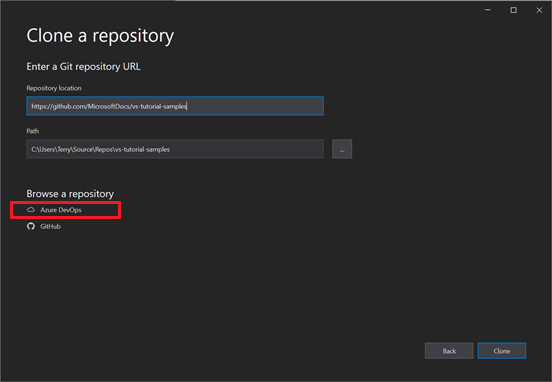 Clone a repository
Enter a Git repository URL
Repository location
https://github.com/MicrosoftDocs/vs-tutorial-samples
Path
C:\Users\Terry\Source\Repos\vs-tutorial-samples
...
Browse a repository
Azure DevOps
GitHub
Back
Clone